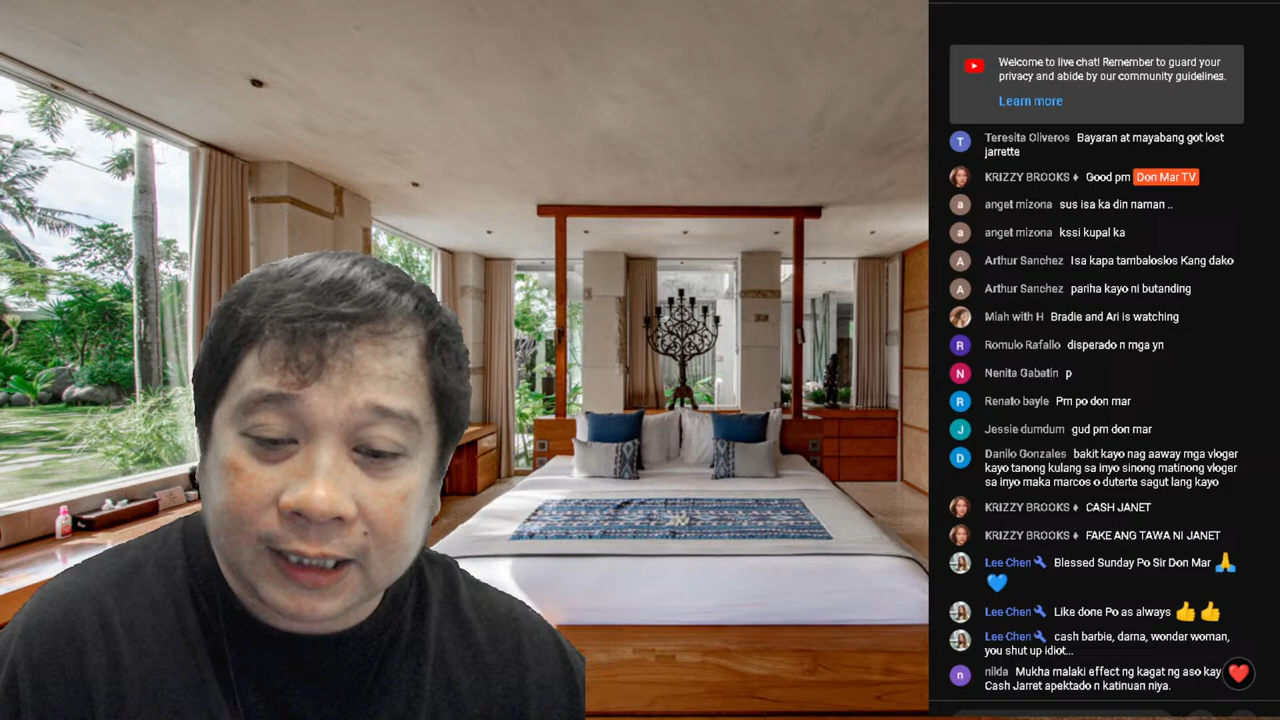 Welcome to live chat! Remember to guard your
privacy and abide by our community guidelines.
Learn more
T Teresita Oliveros Bayaran at mayabang got lost
jarrette
KRIZZY BROOKS Good pm Don Mar TV
a anget mizona sus isa ka din naman ..
a anget mizona kssi kupal ka
A Arthur Sanchez Isa kapa tambaloslos Kang dako
A Arthur Sanchez pariha kayo ni butanding
Miah with H Bradie and Ari is watching
R Romulo Rafallo disperado n mga yn
N Nenita Gabatin p
R Renato bayle Pm po don mar
J Jessie dumdum gud pm don mar
D Danilo Gonzales bakit kayo nag aaway mga vloger
kayo tanong kulang sa inyo sinong matinong vloger
sa inyo maka marcos o duterte sagut lang kayo
KRIZZY BROOKS CASH JANET
KRIZZY BROOKS FAKE ANG TAWA NI JANET
Lee Chen Blessed Sunday Po Sir Don Mar 🙏
💙
Lee Chen Like done Po as always 👍 👍
Lee Chen cash barbie, darna, wonder woman,
you shut up idiot...
n nilda Mukha malaki effect ng kagat ng aso kay
Cash Jarret apektado n katinuan niya.